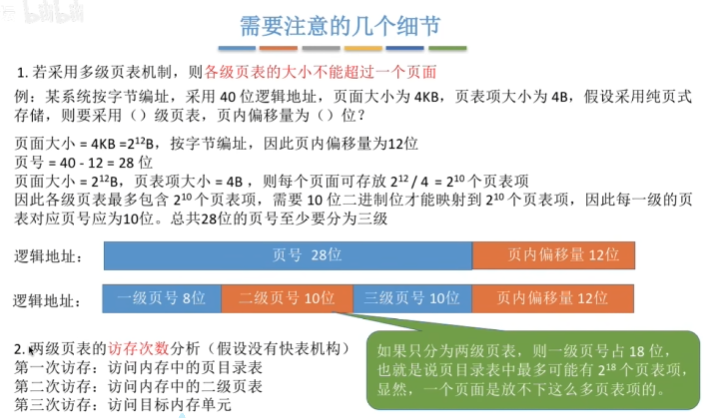 bilibili
需要注意的几个细节
1. 若采用多级页表机制，则各级页表的大小不能超过一个页面
例：某系统按字节编址，采用 40 位逻辑地址，页面大小为 4KB，页表项大小为 4B，假设采用纯页式
存储，则要采用（）级页表，页内偏移量为（）位？
页面大小 = 4KB =2¹²B，按字节编址，因此页内偏移量为12位
页号 = 40 - 12 = 28 位
页面大小 = 2¹²B，页表项大小 = 4B ，则每个页面可存放 2¹² / 4 = 2¹⁰ 个页表项
因此各级页表最多包含 2¹⁰ 个页表项，需要 10 位二进制位才能映射到 2¹⁰ 个页表项，因此每一级的页
表对应页号应为10位。总共28位的页号至少要分为三级
逻辑地址： 页号 28位 页内偏移量 12位
逻辑地址： 一级页号 8位 二级页号 10位 三级页号 10位 页内偏移量 12位
2. 两级页表的访存次数分析（假设没有快表机构）
第一次访存：访问内存中的页目录表
第二次访存：访问内存中的二级页表
第三次访存：访问目标内存单元
如果只分为两级页表，则一级页号占 18 位，
也就是说页目录表中最多可能有 2¹⁸ 个页表项，
显然，一个页面是放不下这么多页表项的。